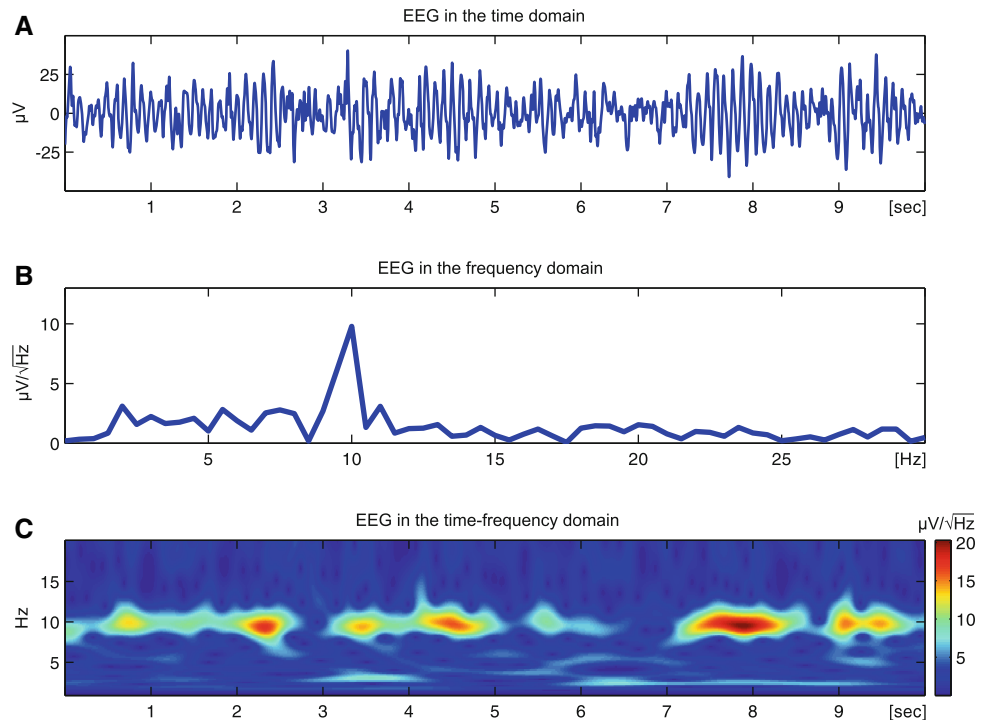 A
EEG in the time domain
µV
25
0
-25
1 2 3 4 5 6 7 8 9 [sec]
B
EEG in the frequency domain
µV/√Hz
10
5
0
5 10 15 20 25 [Hz]
C
EEG in the time-frequency domain
µV/√Hz
Hz
15
10
5
20
15
10
5
1 2 3 4 5 6 7 8 9 [sec]